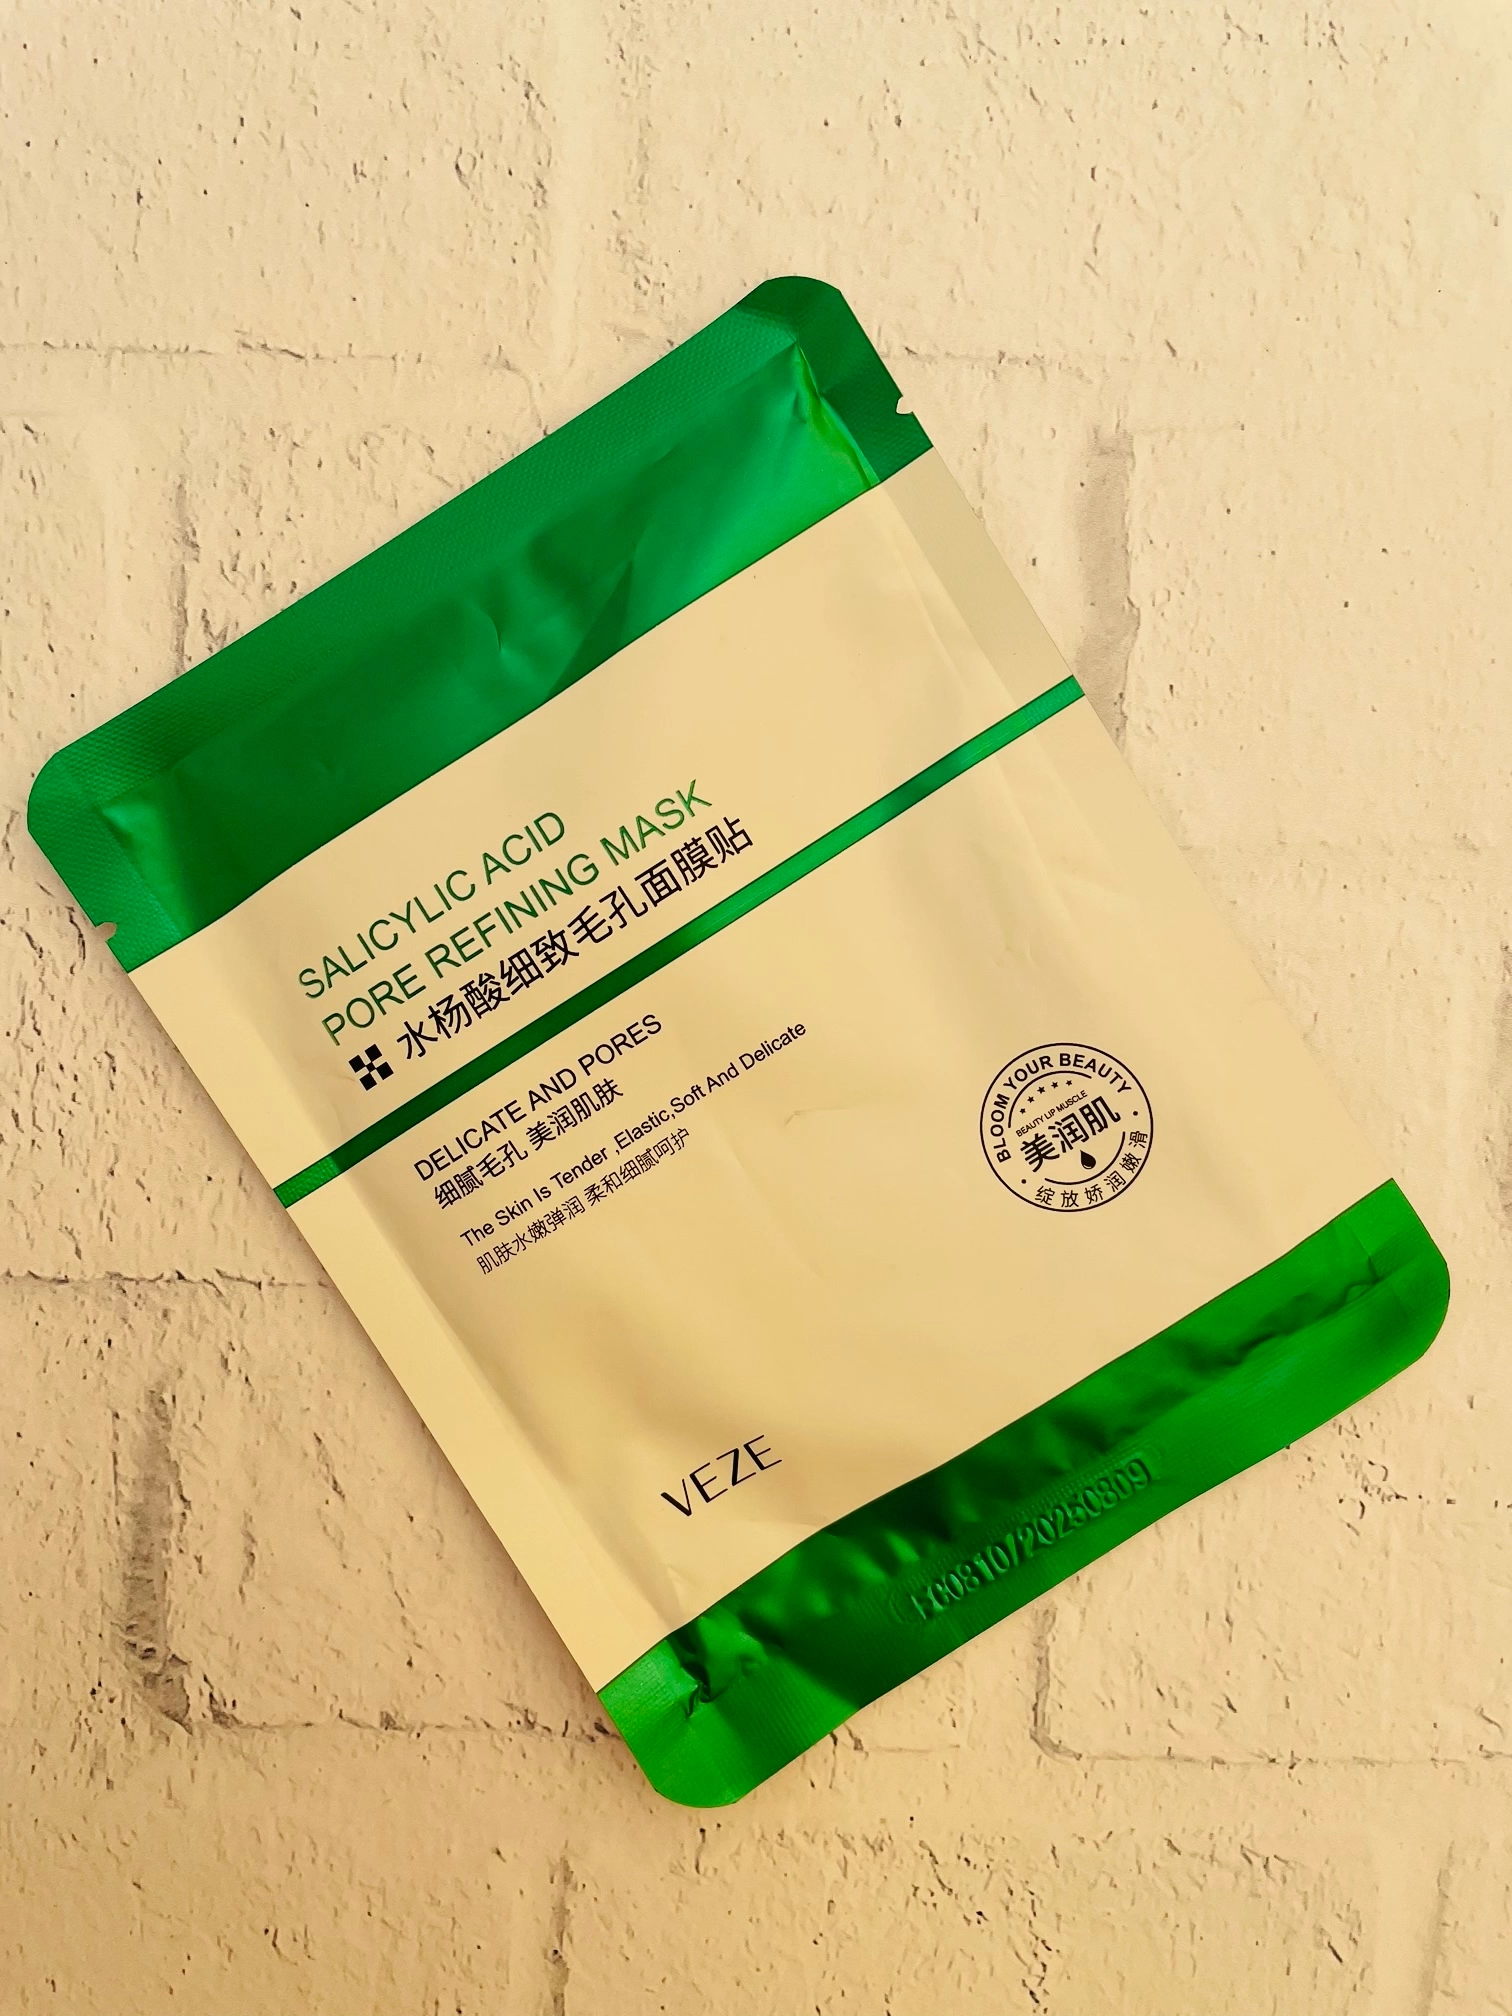 SALICYLIC ACID
PORE REFINING MASK
水杨酸细致毛孔面膜贴
DELICATE AND PORES
细腻毛孔 美润肌肤
The Skin Is Tender ,Elastic,Soft And Delicate
肌肤水嫩弹润 柔和细腻呵护
BLOOM YOUR BEAUTY
BEAUTY LIP MUSCLE
美润肌
绽放娇润嫩滑
VEZE